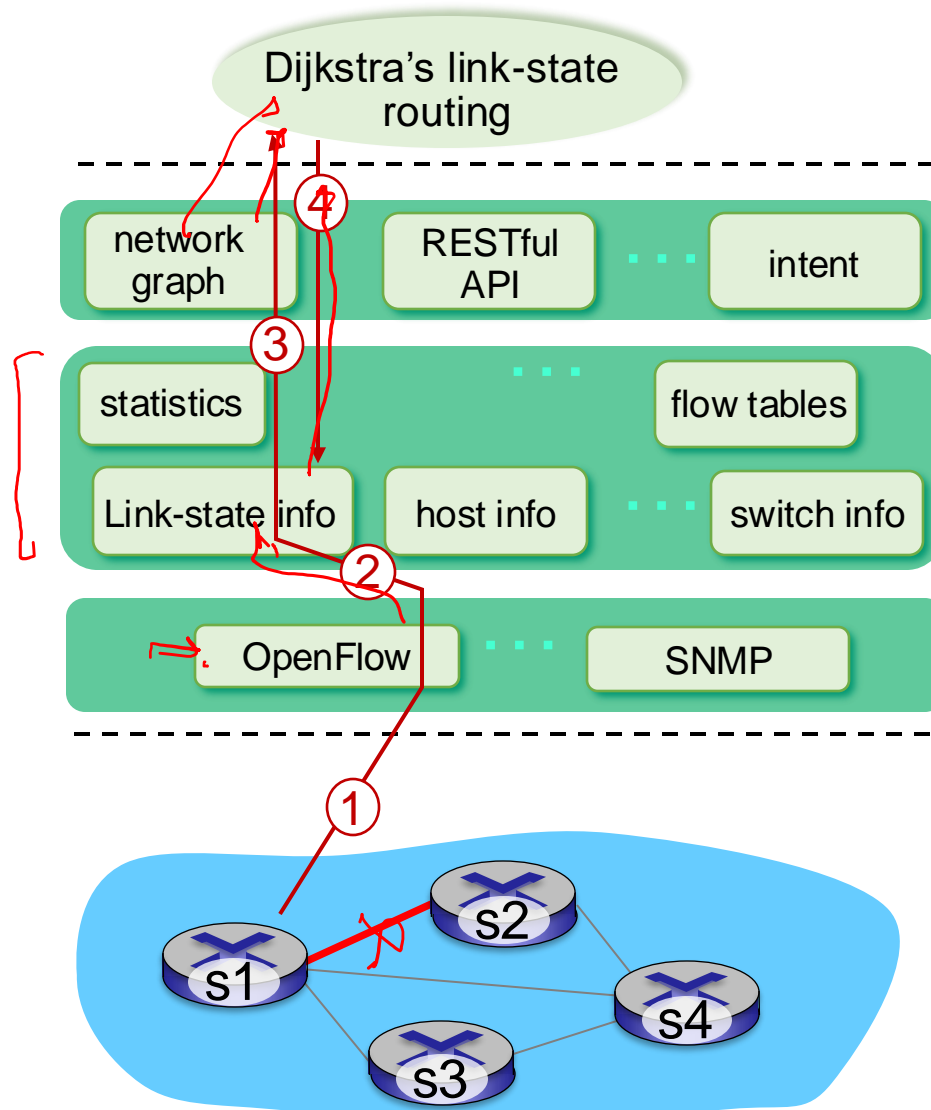 Dijkstra's link-state
routing
4
network
graph
RESTful
API
intent
3
statistics
flow tables
Link-state info
host info
switch info
2
OpenFlow
SNMP
1
s2
s1
s4
s3